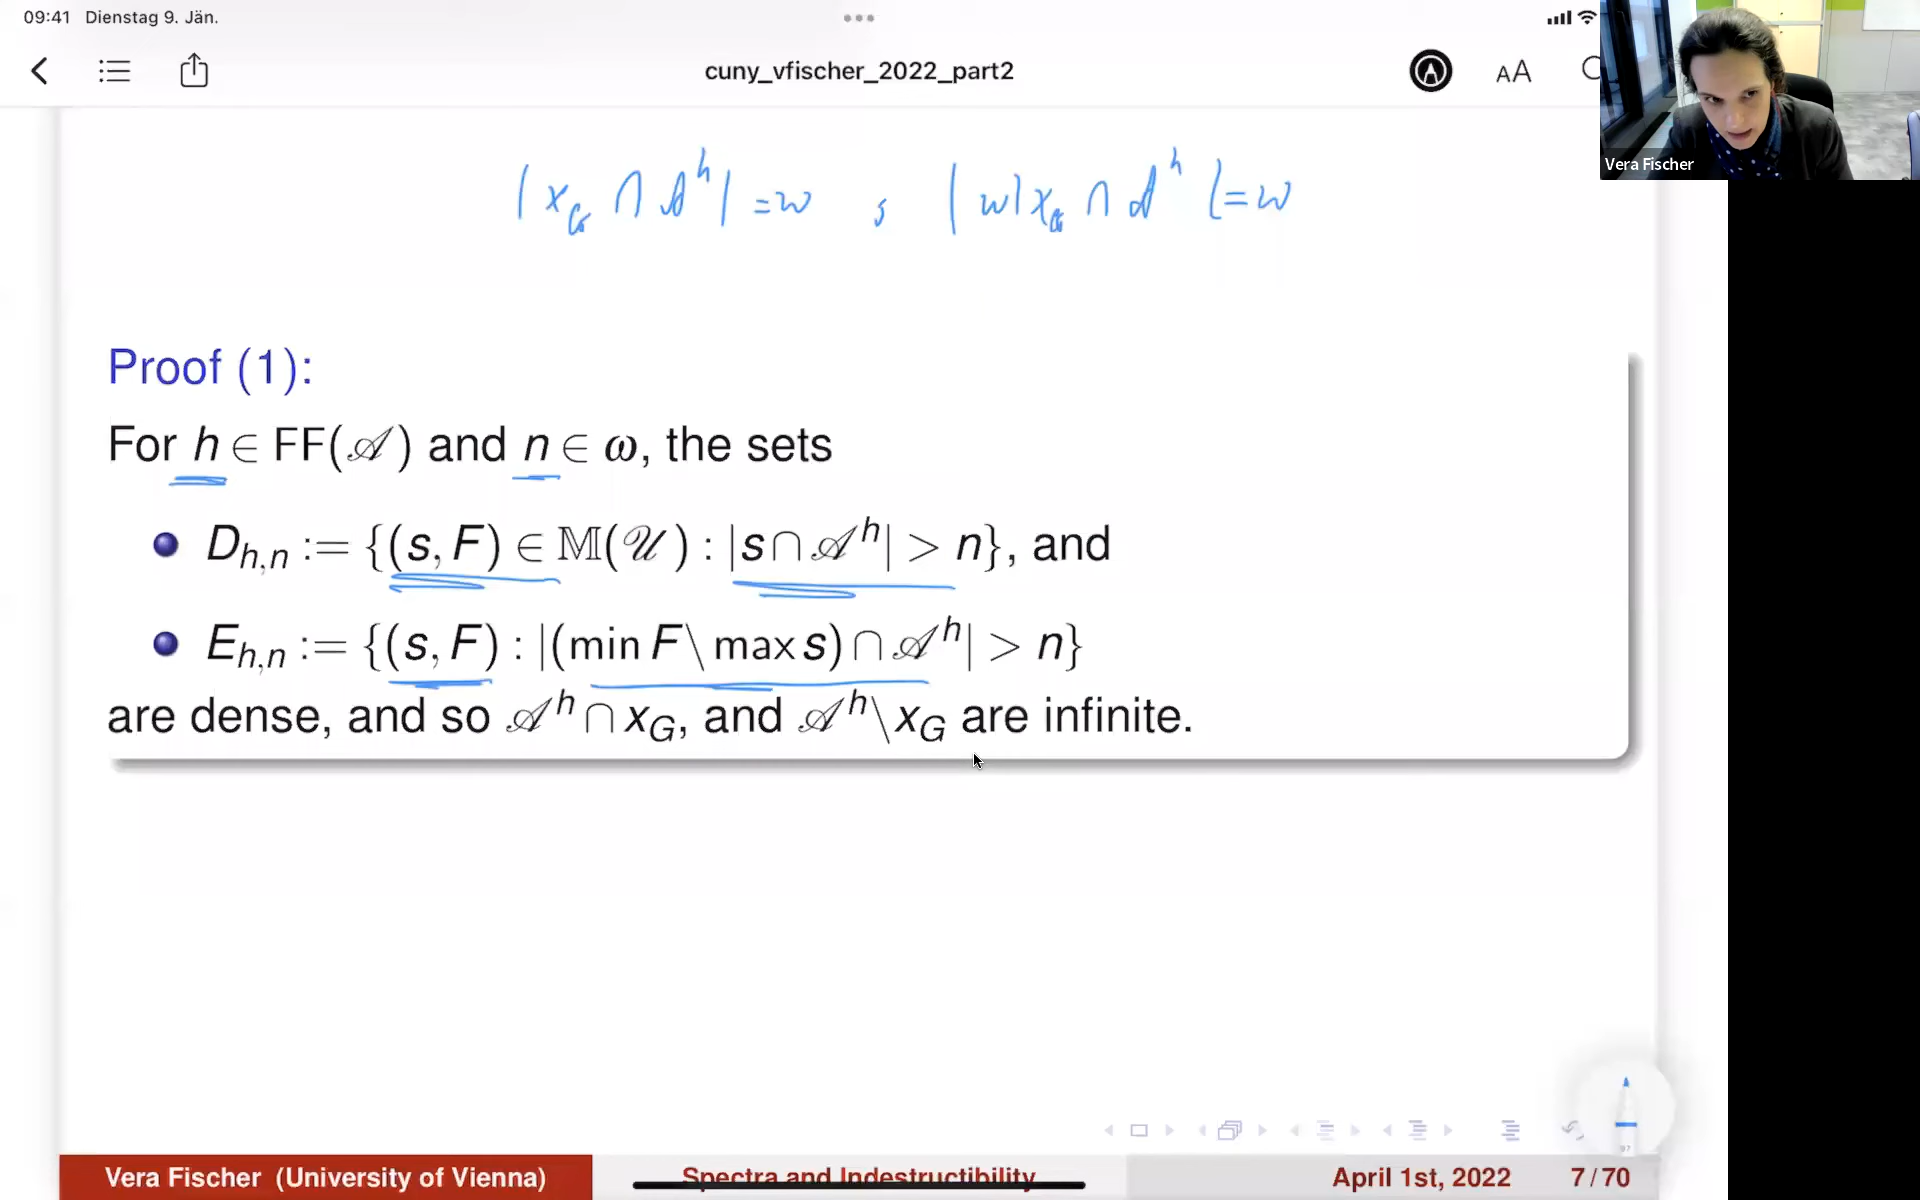 09:41 Dienstag 9. Jän.
cuny_vfischer_2022_part2
AA
Vera Fischer
|x_G ∩ 𝒜^h| = ω , |ω\x_G ∩ 𝒜^h| = ω
Proof (1):
For h ∈ FF(𝒜) and n ∈ ω, the sets
D_{h,n} := {(s, F) ∈ 𝕄(𝒰) : |s ∩ 𝒜^h| > n}, and
E_{h,n} := {(s, F) : |(min F\ max s) ∩ 𝒜^h| > n}
are dense, and so 𝒜^h ∩ x_G, and 𝒜^h\x_G are infinite.
Vera Fischer (University of Vienna) Spectra and Indestructibility April 1st, 2022 7 / 70